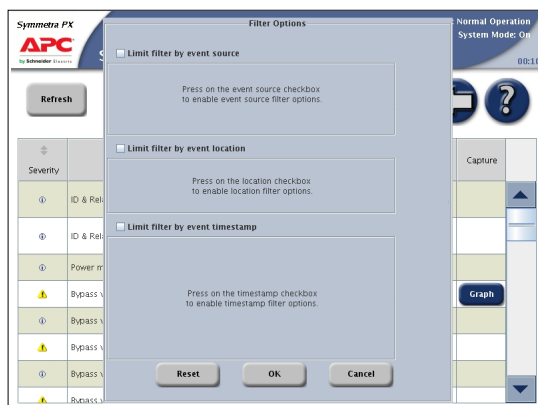 Symmetra PX
APC
by Schneider Electric
Filter Options
Normal Operation
System Mode: On
Limit filter by event source
Press on the event source checkbox
to enable event source filter options.
Refresh
?
Limit filter by event location
Press on the location checkbox
to enable location filter options.
Severity
Capture
ID & Rel
ID & Rel
Limit filter by event timestamp
Press on the timestamp checkbox
to enable timestamp filter options.
Power m
Bypass v
Graph
Bypass v
Bypass v
Bypass v
Bypass v
Reset
OK
Cancel